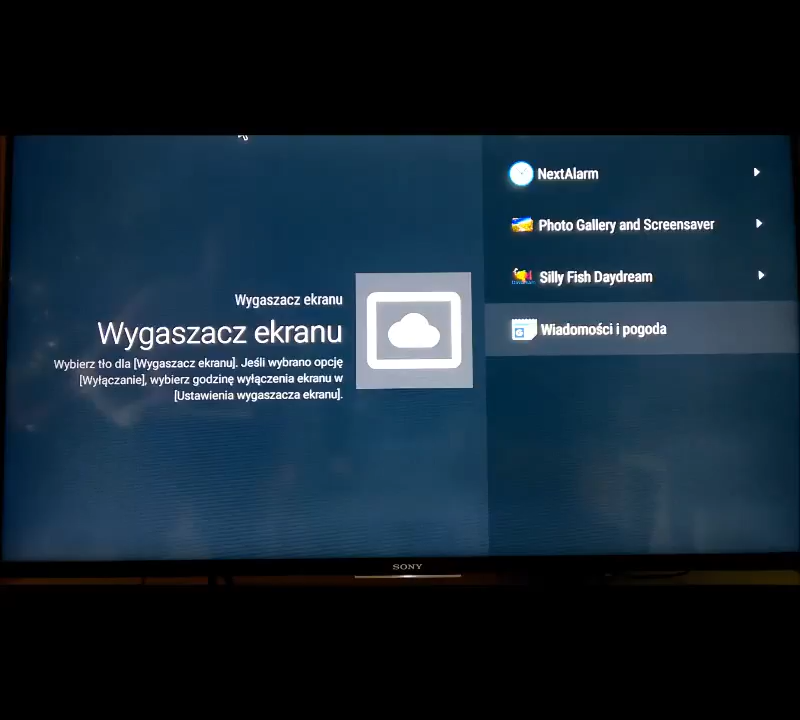 NextAlarm
Photo Gallery and Screensaver
Silly Fish Daydream
Wiadomości i pogoda
Wygaszacz ekranu
Wygaszacz ekranu
Wybierz tło dla [Wygaszacz ekranu]. Jeśli wybrano opcję
[Wyłączanie], wybierz godzinę wyłączenia ekranu w
[Ustawienia wygaszacza ekranu].
SONY